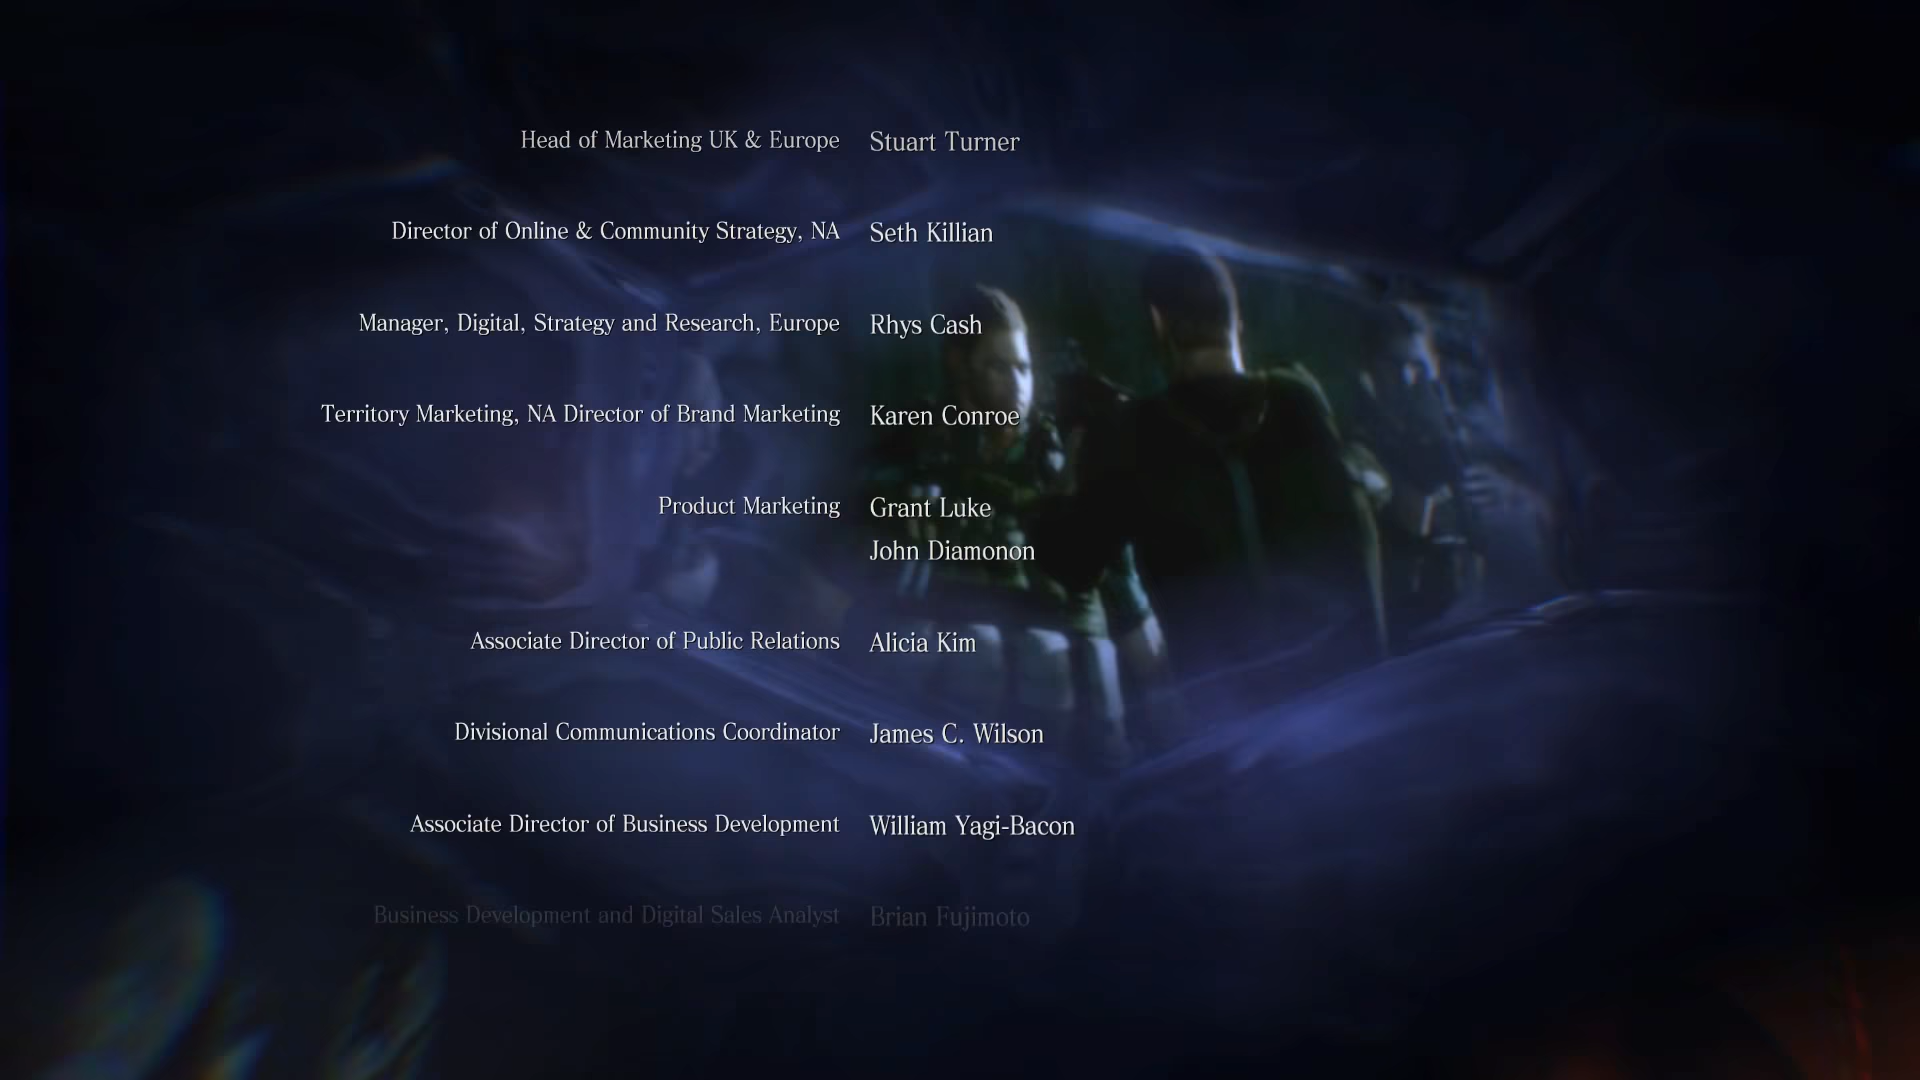 Head of Marketing UK & Europe Stuart Turner
Director of Online & Community Strategy, NA Seth Killian
Manager, Digital, Strategy and Research, Europe Rhys Cash
Territory Marketing, NA Director of Brand Marketing Karen Conroe
Product Marketing Grant Luke
John Diamonon
Associate Director of Public Relations Alicia Kim
Divisional Communications Coordinator James C. Wilson
Associate Director of Business Development William Yagi-Bacon
Business Development and Digital Sales Analyst Brian Fujimoto